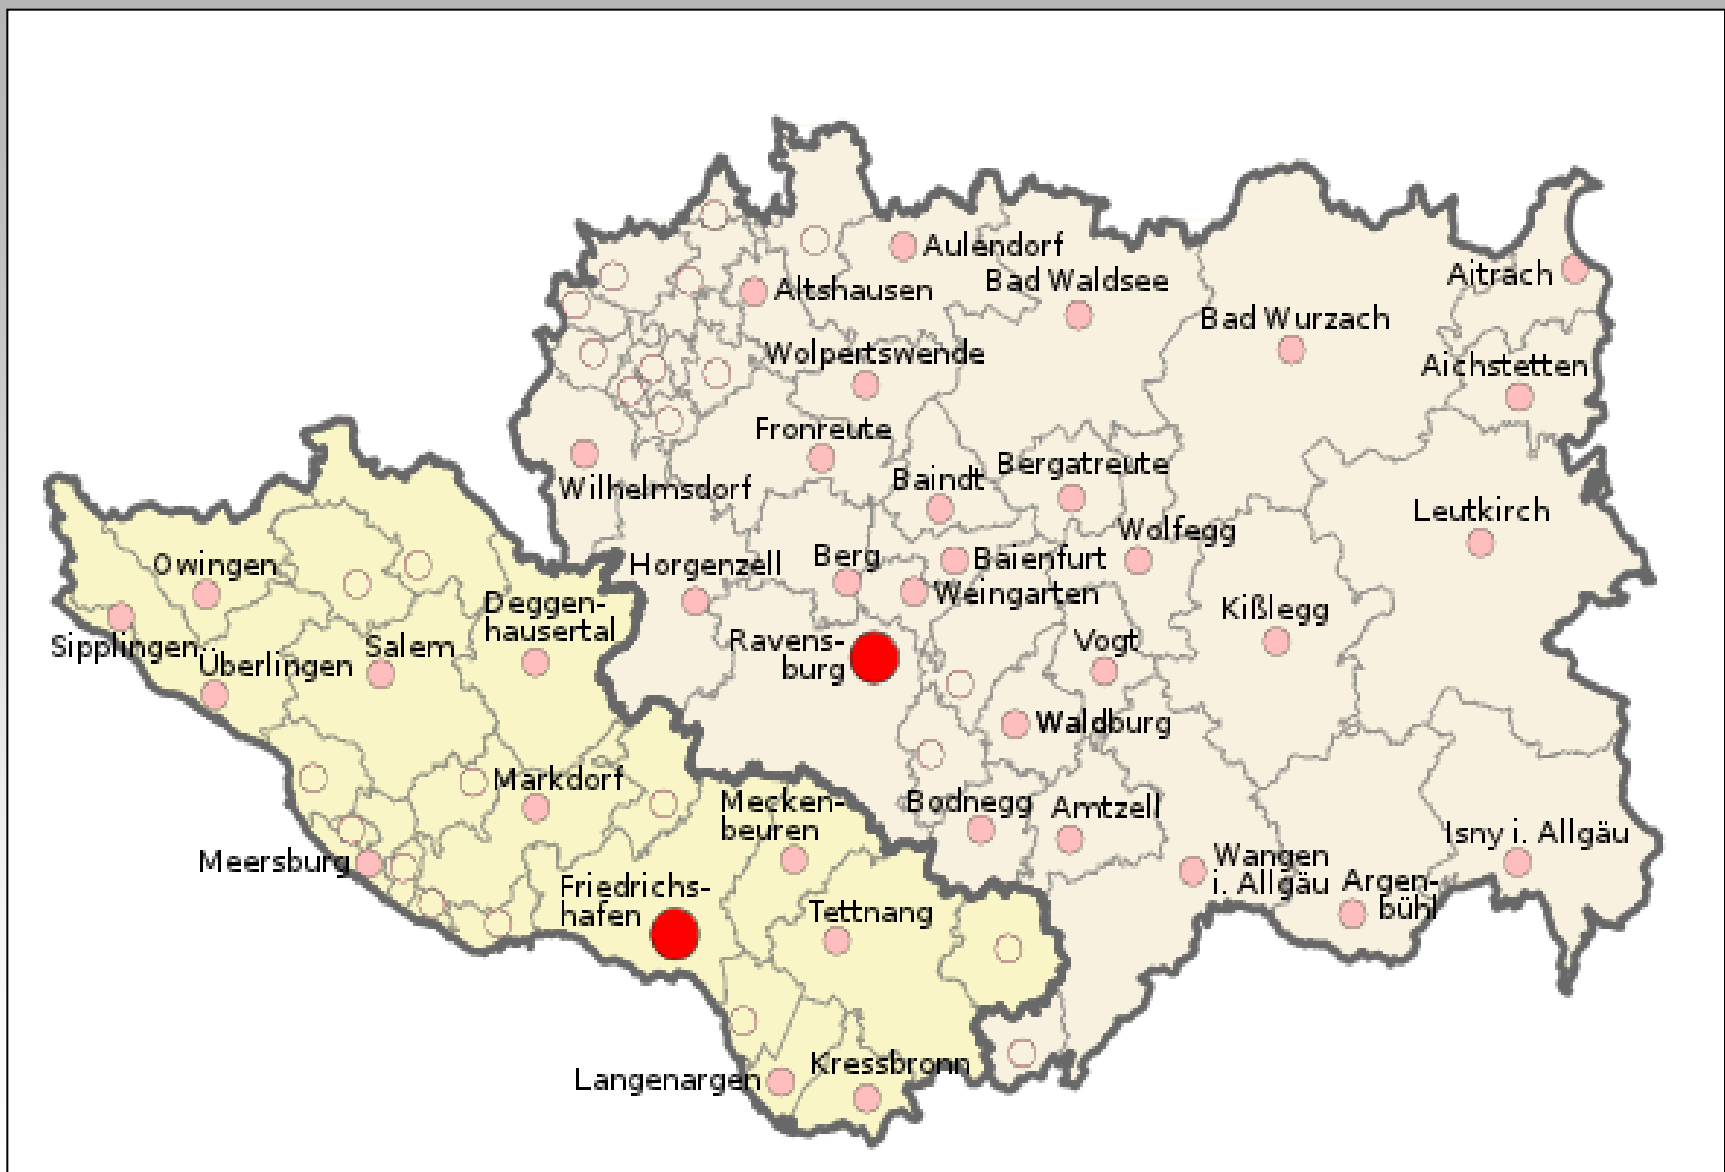 Aulendorf
Aitrach
Bad Waldsee
Altshausen
Bad Wurzach
Wolpertswende
Aichstetten
Fronreute
Bergatreute
Baindt
Wilhelmsdorf
Leutkirch
Wolfegg
Berg
Baienfurt
Horgenzell
Owingen
Weingarten
Deggen-
hausertal
Kißlegg
Ravens-
burg
Vogt
Sipplingen
Salem
Überlingen
Waldburg
Markdorf
Mecken-
beuren
Bodnegg
Amtzell
Isny i. Allgäu
Meersburg
Wangen
i. Allgäu
Argen-
bühl
Friedrichs-
hafen
Tettnang
Kressbronn
Langenargen